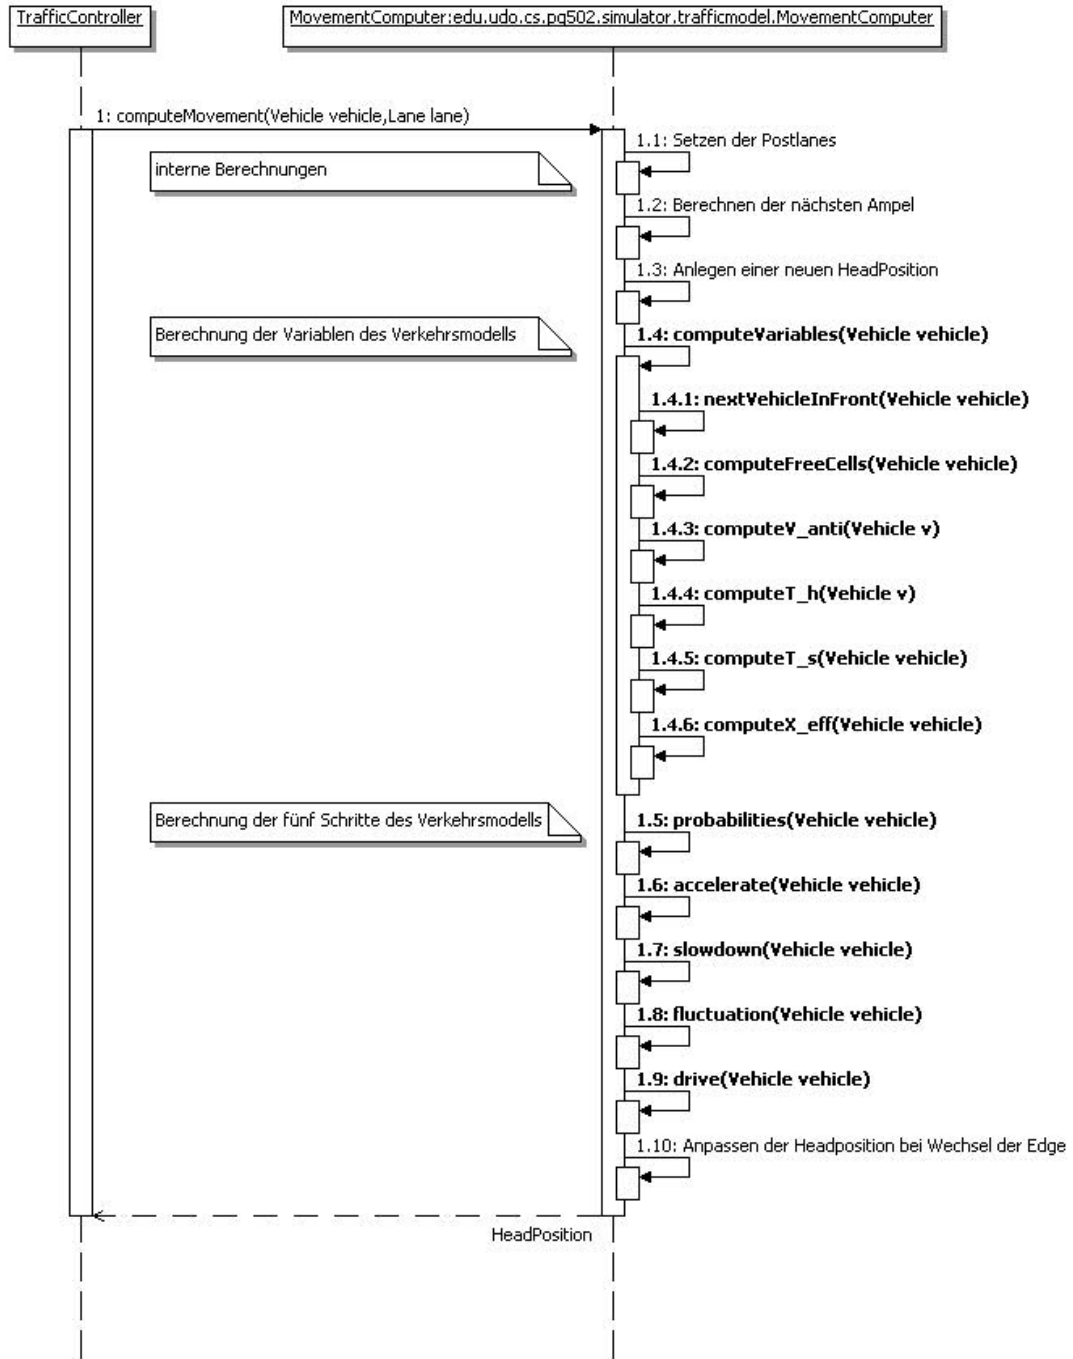 TrafficController
MovementComputer:edu.udo.cs.pg502.simulator.trafficmodel.MovementComputer
1: computeMovement(Vehicle vehicle,Lane lane)
1.1: Setzen der Postlanes
interne Berechnungen
1.2: Berechnen der nächsten Ampel
1.3: Anlegen einer neuen HeadPosition
Berechnung der Variablen des Verkehrsmodells
1.4: computeVariables(Vehicle vehicle)
1.4.1: nextVehicleInFront(Vehicle vehicle)
1.4.2: computeFreeCells(Vehicle vehicle)
1.4.3: computeV_anti(Vehicle v)
1.4.4: computeT_h(Vehicle v)
1.4.5: computeT_s(Vehicle vehicle)
1.4.6: computeX_eff(Vehicle vehicle)
Berechnung der fünf Schritte des Verkehrsmodells
1.5: probabilities(Vehicle vehicle)
1.6: accelerate(Vehicle vehicle)
1.7: slowdown(Vehicle vehicle)
1.8: fluctuation(Vehicle vehicle)
1.9: drive(Vehicle vehicle)
1.10: Anpassen der Headposition bei Wechsel der Edge
HeadPosition